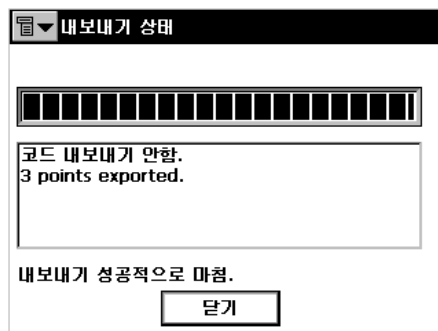 내보내기 상태
코드 내보내기 안함.
3 points exported.
내보내기 성공적으로 마침.
닫기